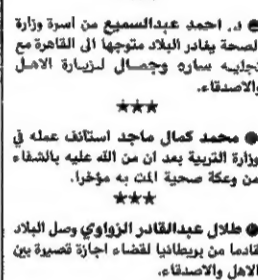 ● د. احمد عبدالسميع من اسرة وزارة
الصحة يغادر البلاد متوجها الى القاهرة مع
نجليه ساره وجمال لزيارة الاهل
والاصدقاء.
***
● محمد كمال ماجد استأنف عمله في
وزارة التربية بعد ان من الله عليه بالشفاء
من وعكة صحية المت به مؤخرا.
***
● طلال عبدالقادر الزواوي وصل البلاد
قادما من بريطانيا لقضاء اجازة قصيرة بين
الاهل والاصدقاء.